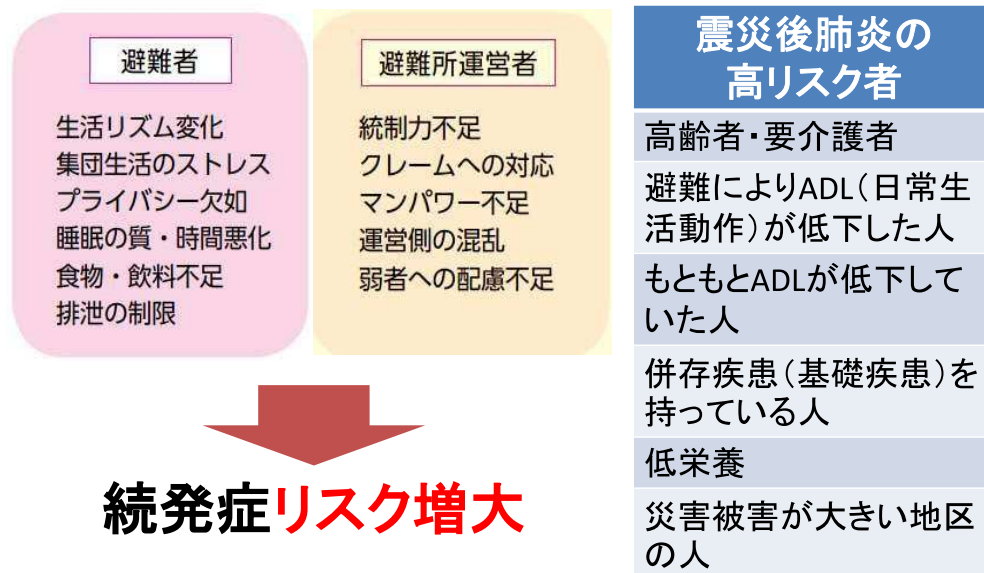 避難者
生活リズム変化
集団生活のストレス
プライバシー欠如
睡眠の質・時間悪化
食物・飲料不足
排泄の制限
避難所運営者
統制力不足
クレームへの対応
マンパワー不足
運営側の混乱
弱者への配慮不足
続発症リスク増大
震災後肺炎の
高リスク者
高齢者・要介護者
避難によりADL（日常生
活動作）が低下した人
もともとADLが低下して
いた人
併存疾患（基礎疾患）を
持っている人
低栄養
災害被害が大きい地区
の人